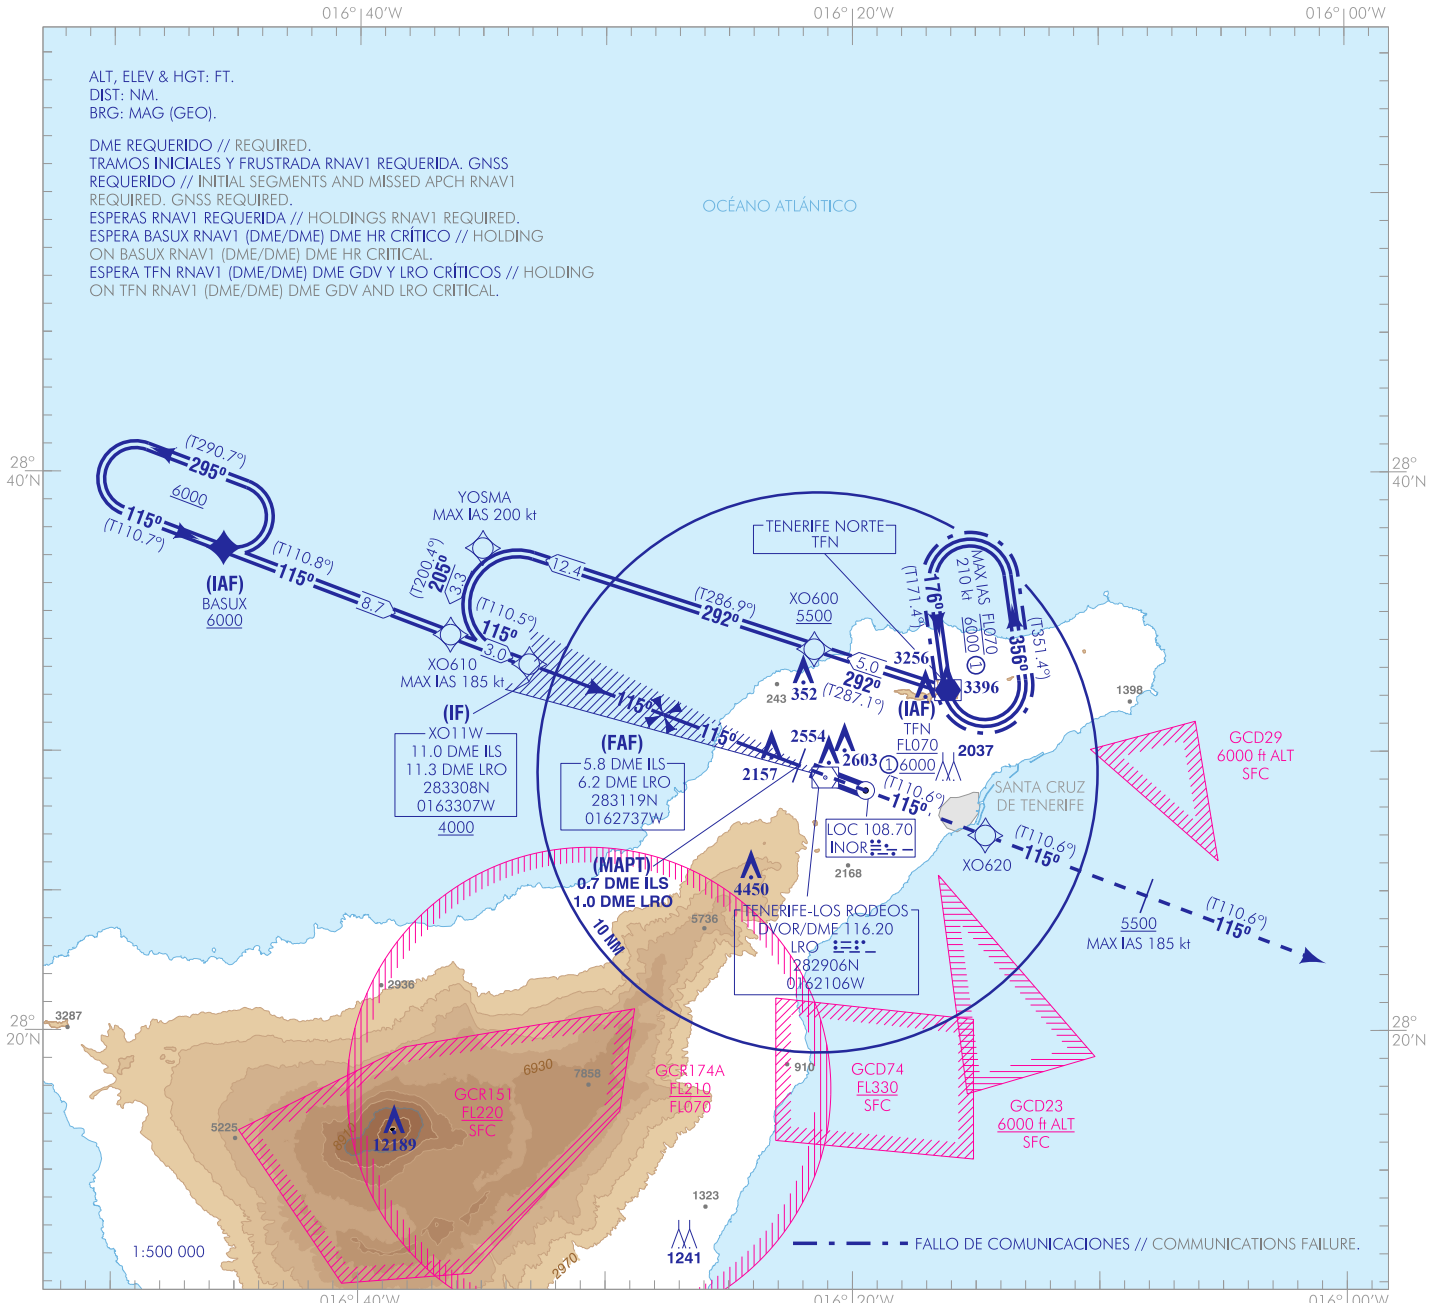 016° 40'W
016° 20'W
016° 00'W
ALT, ELEV & HGT: FT.
DIST: NM.
BRG: MAG (GEO).
DME REQUERIDO // REQUIRED.
TRAMOS INICIALES Y FRUSTRADA RNAV1 REQUERIDA. GNSS
REQUERIDO // INITIAL SEGMENTS AND MISSED APCH RNAV1
REQUIRED. GNSS REQUIRED.
ESPERAS RNAV1 REQUERIDA // HOLDINGS RNAV1 REQUIRED.
ESPERA BASUX RNAV1 (DME/DME) DME HR CRÍTICO // HOLDING
ON BASUX RNAV1 (DME/DME) DME HR CRITICAL.
ESPERA TFN RNAV1 (DME/DME) DME GDV Y LRO CRÍTICOS // HOLDING
ON TFN RNAV1 (DME/DME) DME GDV AND LRO CRITICAL.
OCÉANO ATLÁNTICO
28°
40'N
28°
40'N
(T290.7°)
295°
6000
115°
(T110.7°)
(IAF)
BASUX
6000
(T110.8°)
115°
8.7
YOSMA
MAX IAS 200 kt
(T200.4°)
205°
3.3
12.4
(T286.9°)
292°
(T110.5°)
115°
3.0
XO610
MAX IAS 185 kt
XO600
5500
5.0
292°
(T287.1°)
TENERIFE NORTE
TFN
176°
(T171.4°)
MAX IAS
210 kt
FL070
6000 1
356°
(T351.4°)
3256
3396
(IAF)
TFN
FL070
1 6000
2037
352
243
1398
115°
115°
(IF)
XO11W
11.0 DME ILS
11.3 DME LRO
283308N
0163307W
4000
(FAF)
5.8 DME ILS
6.2 DME LRO
283119N
0162737W
2554
2157
2603
(T110.6°)
115°
SANTA CRUZ
DE TENERIFE
GCD29
6000 ft ALT
SFC
LOC 108.70
INOR
XO620
(T110.6°)
115°
(MAPT)
0.7 DME ILS
1.0 DME LRO
4450
2168
5736
10 NM
TENERIFE-LOS RODEOS
DVOR/DME 116.20
LRO
282906N
0162106W
5500
MAX IAS 185 kt
(T110.6°)
115°
2936
3287
28°
20'N
28°
20'N
6930
7858
GCR151
FL220
SFC
GCR174A
FL210
FL070
910
GCD74
FL330
SFC
GCD23
6000 ft ALT
SFC
5225
12189
1323
1241
2970
1:500 000
FALLO DE COMUNICACIONES // COMMUNICATIONS FAILURE.
016° 40'W
016° 20'W
016° 00'W